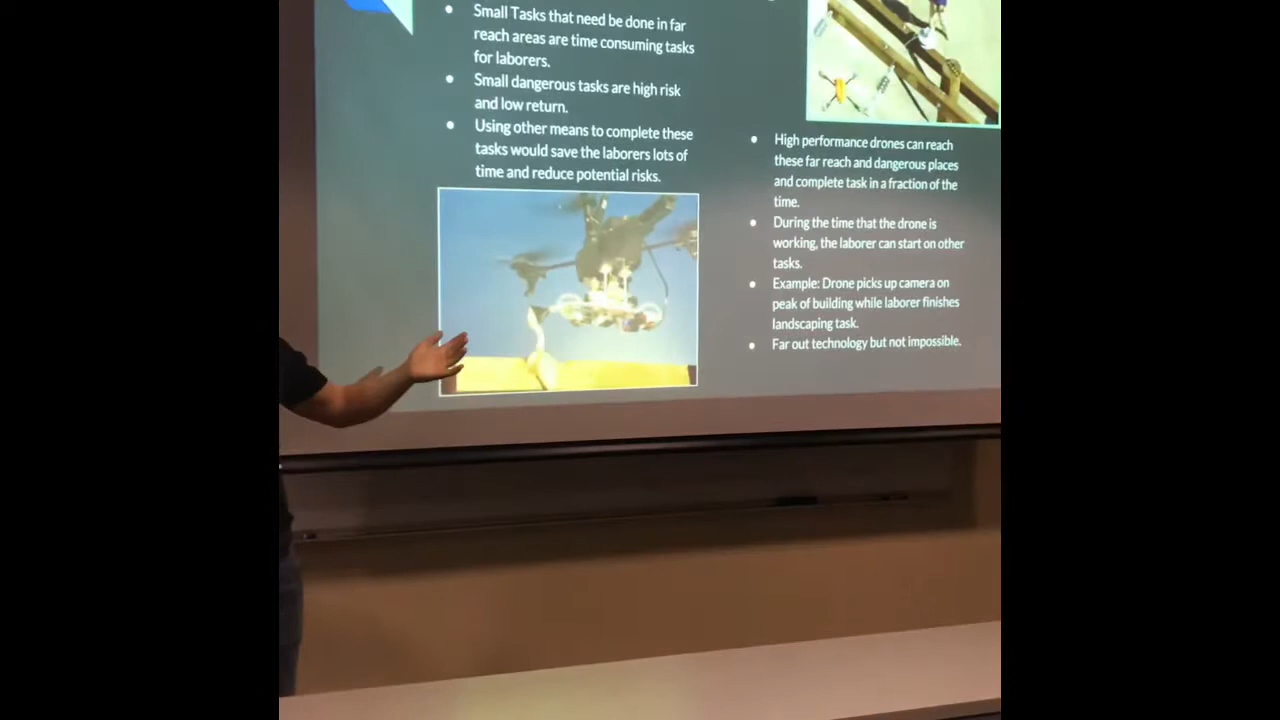 Small Tasks that need be done in far
reach areas are time consuming tasks
for laborers.
Small dangerous tasks are high risk
and low return.
Using other means to complete these
tasks would save the laborers lots of
time and reduce potential risks.
High performance drones can reach
these far reach and dangerous places
and complete task in a fraction of the
time.
During the time that the drone is
working, the laborer can start on other
tasks.
Example: Drone picks up camera on
peak of building while laborer finishes
landscaping task.
Far out technology but not impossible.